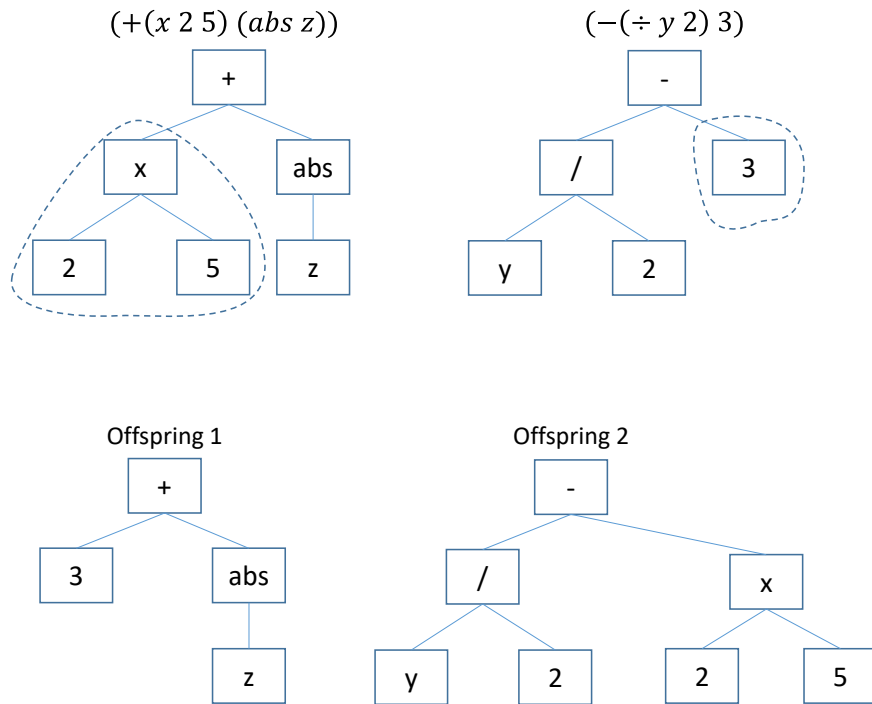 (+(x 2 5) (abs z))
(−(÷ y 2) 3)
+
-
x
abs
/
3
2
5
z
y
2
Offspring 1
Offspring 2
+
-
3
abs
/
x
z
y
2
2
5